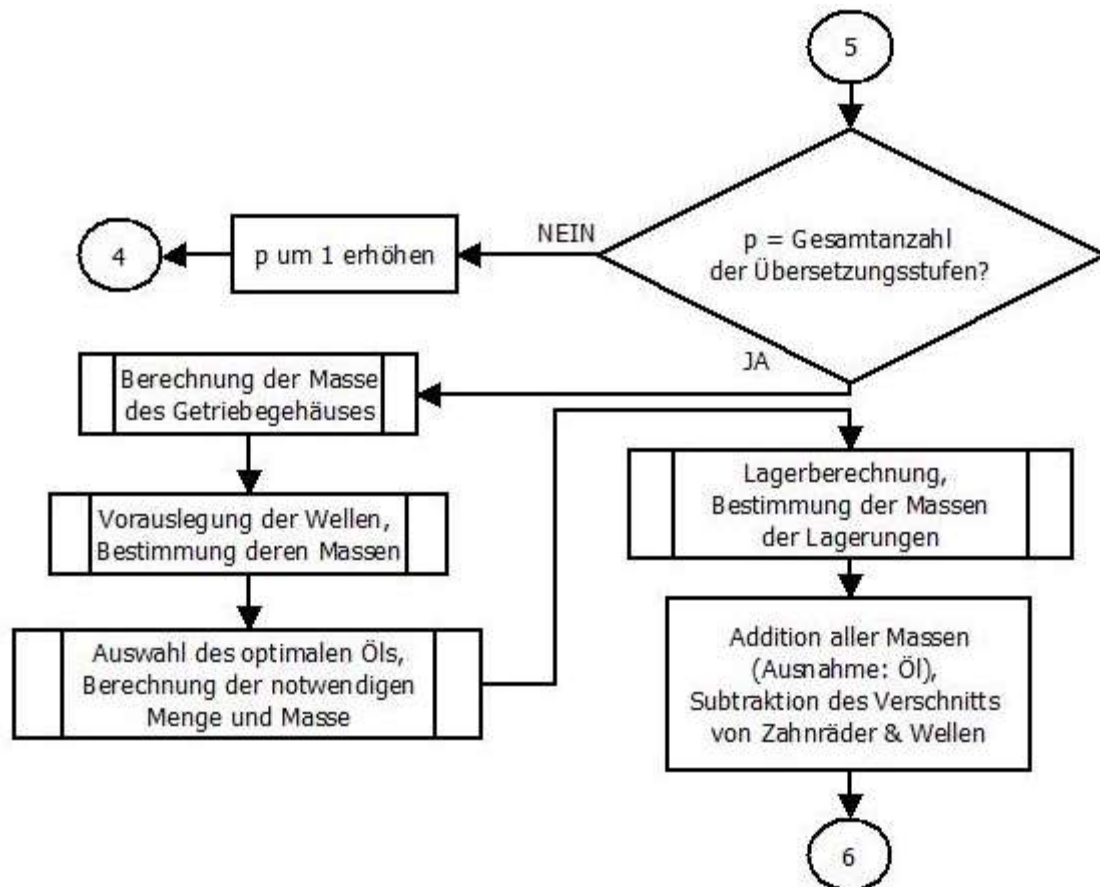 5
p = Gesamtanzahl
der Übersetzungsstufen?
NEIN
p um 1 erhöhen
4
JA
Berechnung der Masse
des Getriebegehäuses
Vorauslegung der Wellen,
Bestimmung deren Massen
Auswahl des optimalen Öls,
Berechnung der notwendigen
Menge und Masse
Lagerberechnung,
Bestimmung der Massen
der Lagerungen
Addition aller Massen
(Ausnahme: Öl),
Subtraktion des Verschnitts
von Zahnräder & Wellen
6